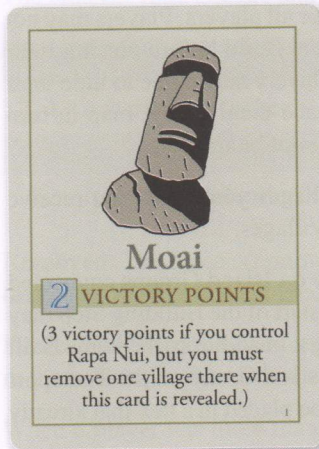 Moai
2 VICTORY POINTS
(3 victory points if you control
Rapa Nui, but you must
remove one village there when
this card is revealed.)
1